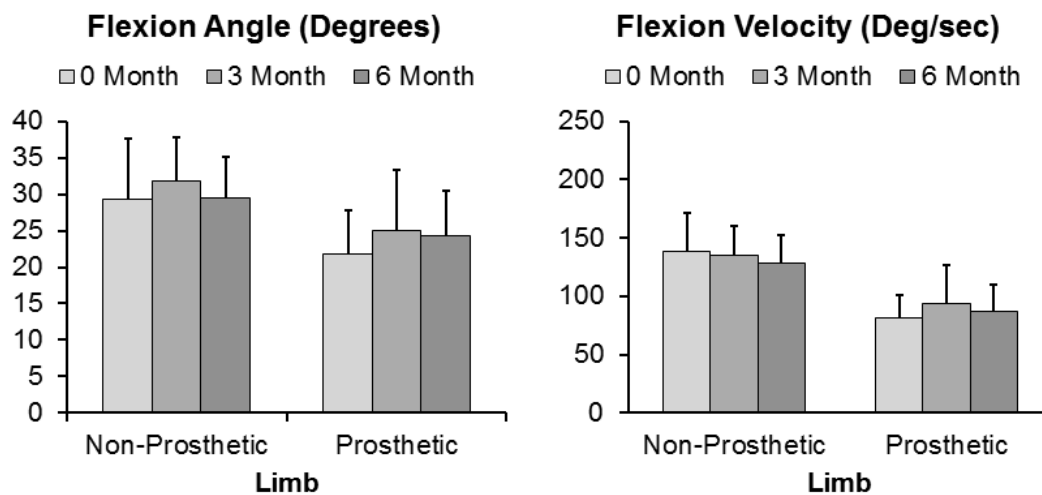 Flexion Angle (Degrees)
0 Month 3 Month 6 Month
40
35
30
25
20
15
10
5
0
Non-Prosthetic Prosthetic
Limb
Flexion Velocity (Deg/sec)
0 Month 3 Month 6 Month
250
200
150
100
50
0
Non-Prosthetic Prosthetic
Limb